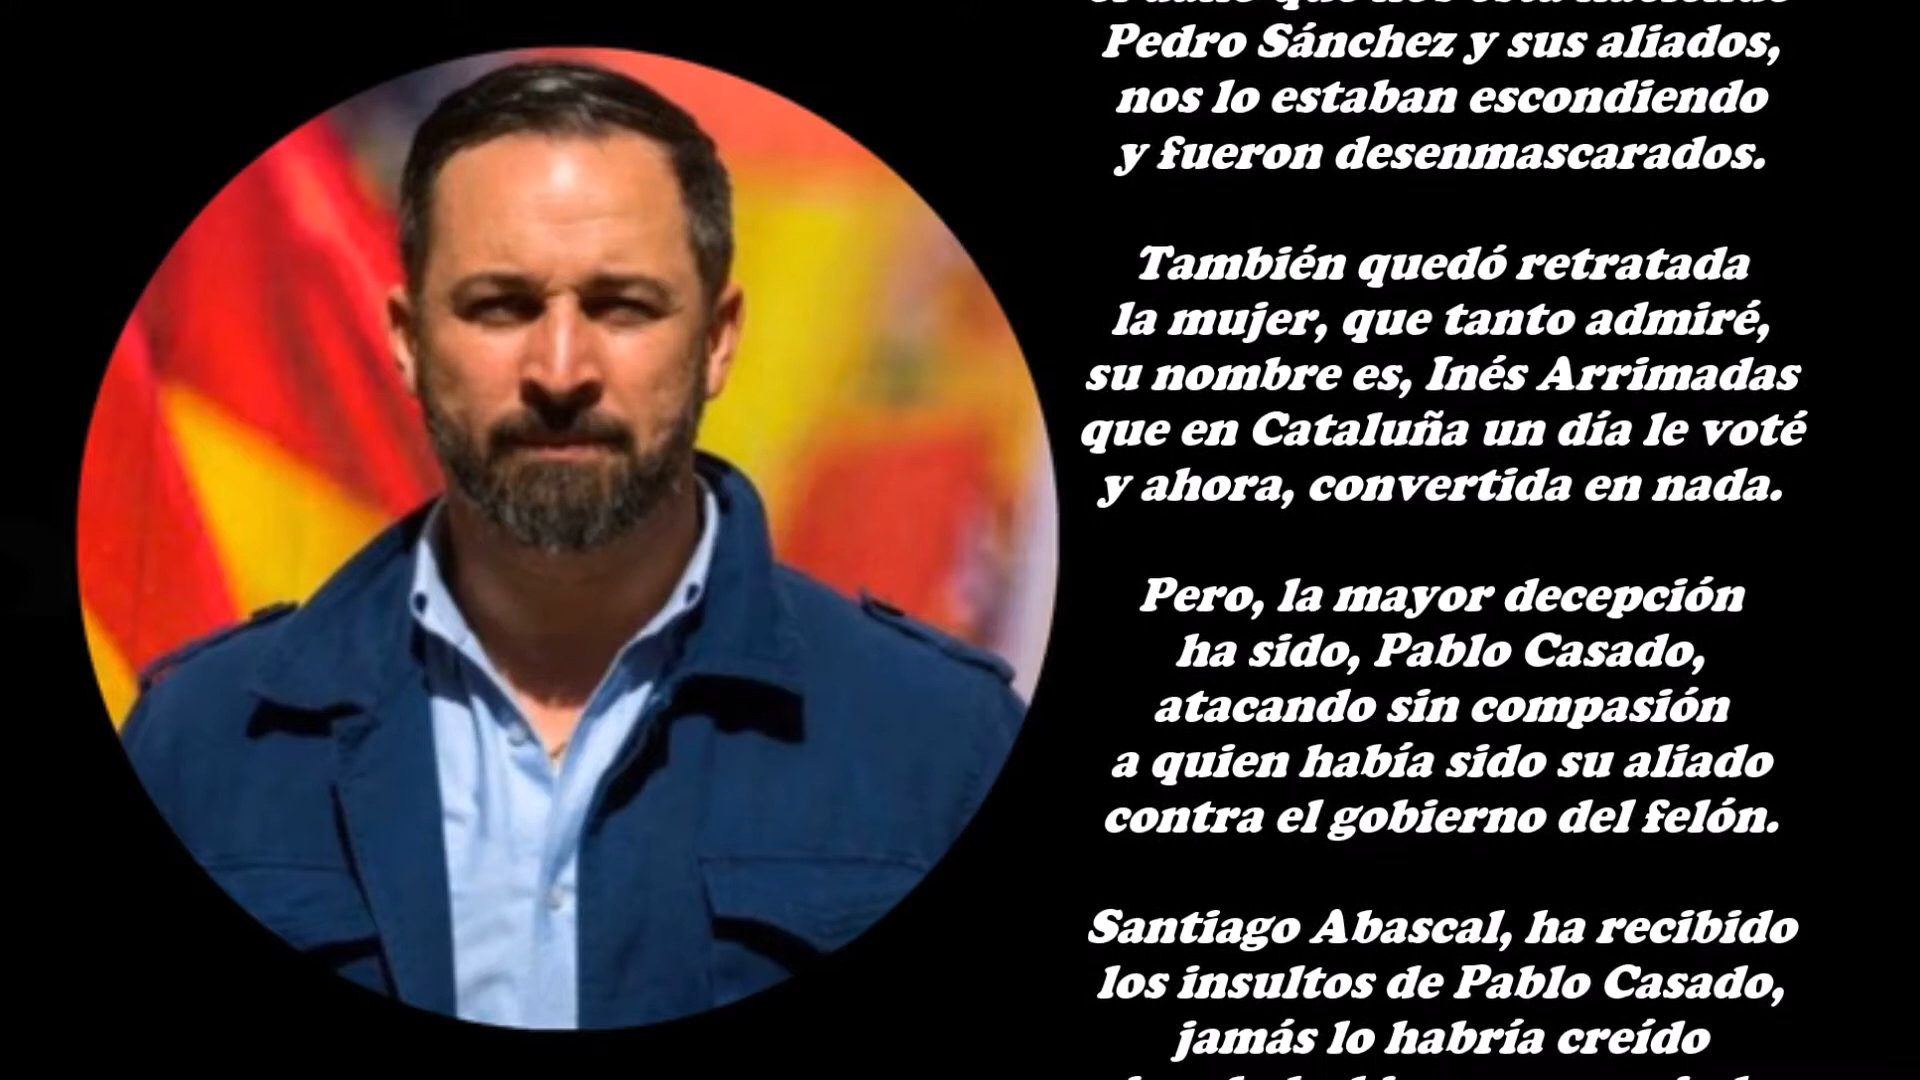 Pedro Sánchez y sus aliados,
nos lo estaban escondiendo
y fueron desenmascarados.
También quedó retratada
la mujer, que tanto admiré,
su nombre es, Inés Arrimadas
que en Cataluña un día le voté
y ahora, convertida en nada.
Pero, la mayor decepción
ha sido, Pablo Casado,
atacando sin compasión
a quien había sido su aliado
contra el gobierno del felón.
Santiago Abascal, ha recibido
los insultos de Pablo Casado,
jamás lo habría creído